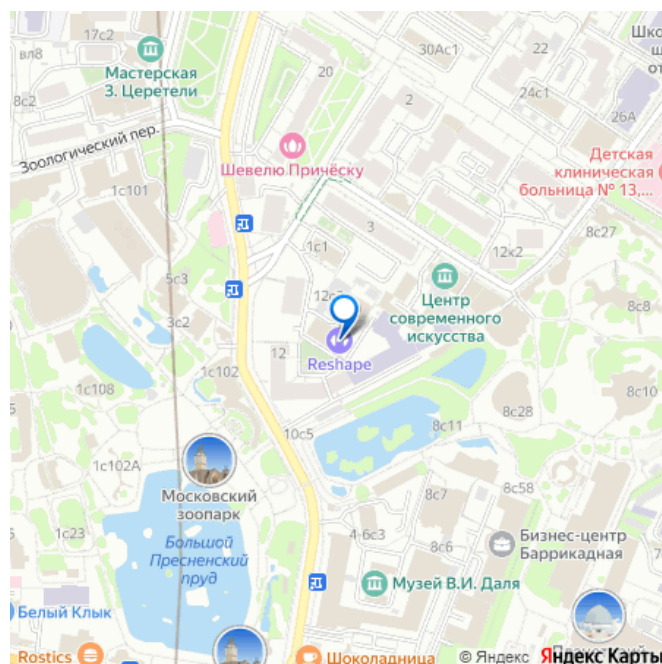 17с2
вл8
Мастерская
З. Церетели
8с2
20
30Ас1
22
Шко
2
24с1
26А
Зоологический пер.
Шевелю Причёску
Детская
клиническая
больница № 13,...
1с101
3
8с27
1с1
12к2
5с3
Центр
современного
искусства
8с8
3с2
12
Reshape
1с102
1с108
8с28
8с10
10с5
8с11
1с102А
Московский
зоопарк
8с7
8с58
1с23
Большой
Пресненский
пруд
4-6с3
8с6
Бизнес-центр
Баррикадная
Музей В.И. Даля
Белый Клык
Rostics
Шоколадница
© Яндекс
Яндекс Карты